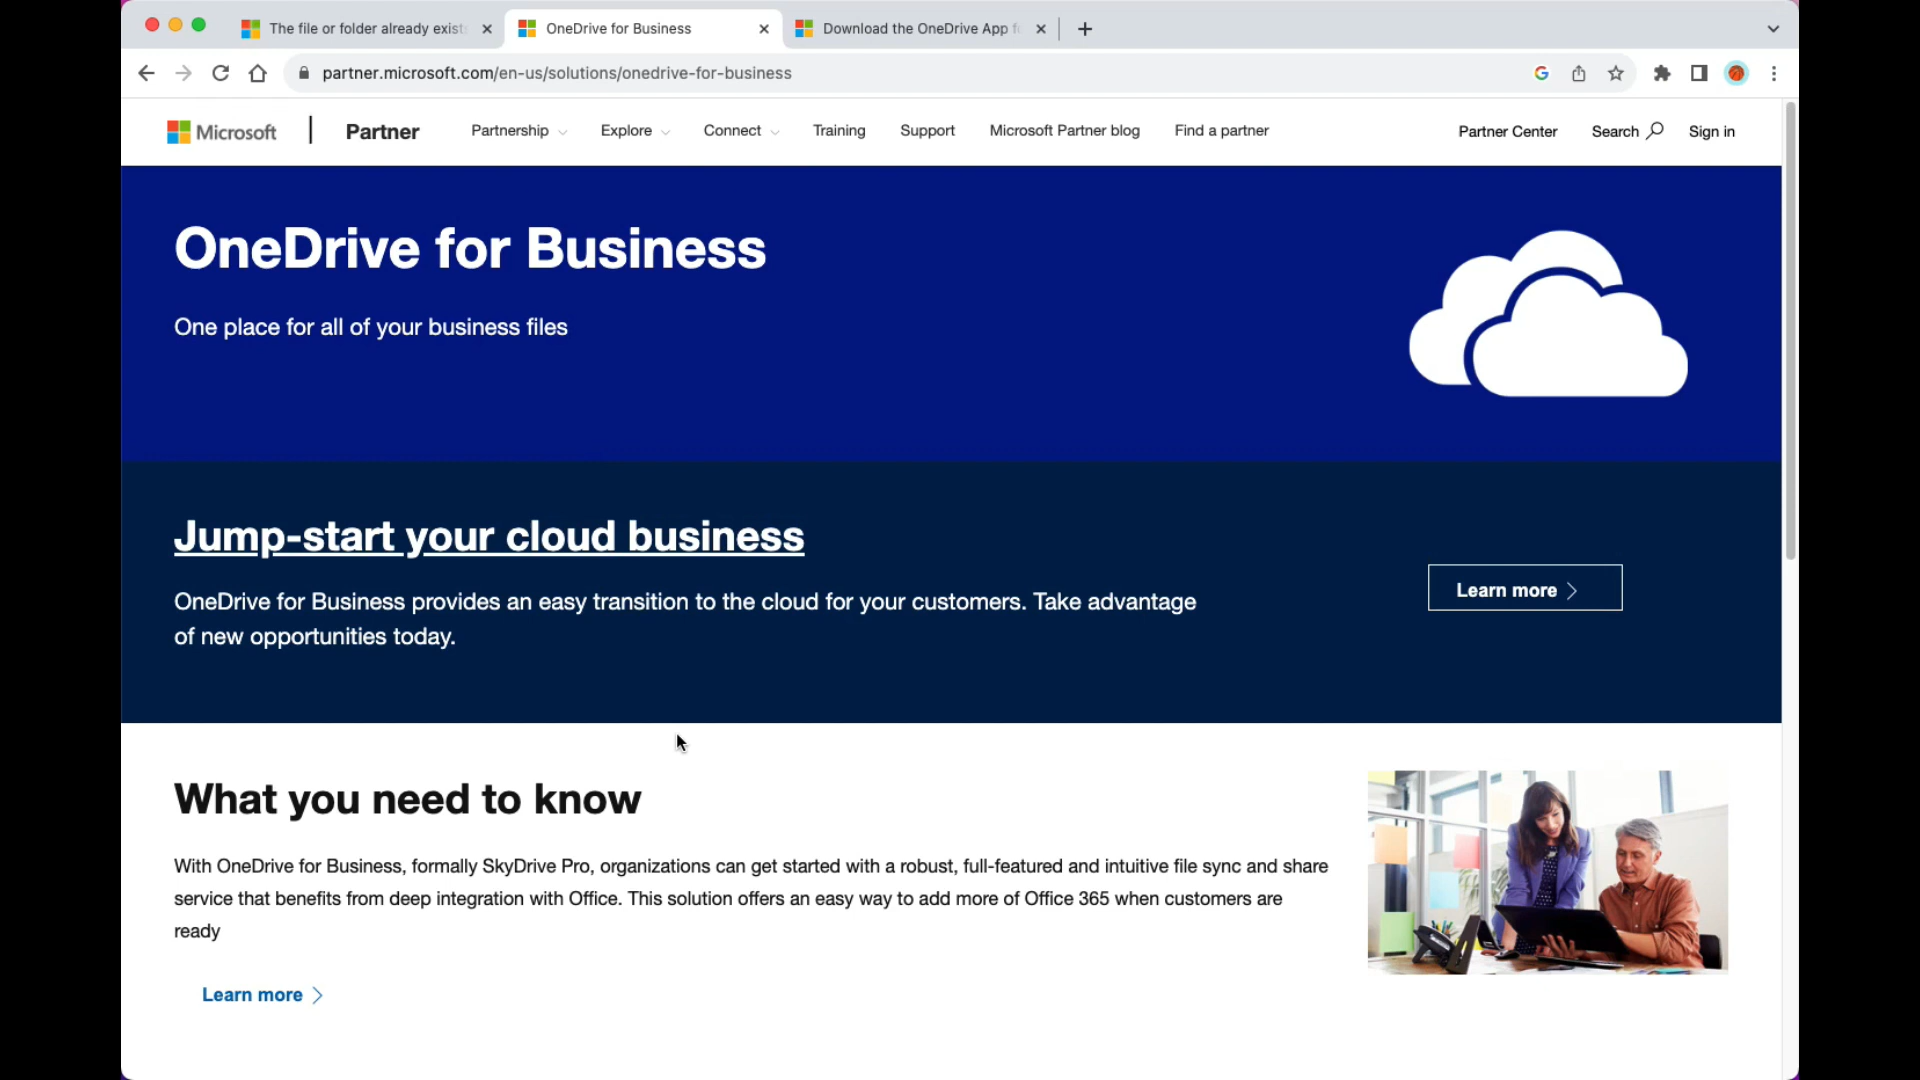 The file or folder already exists
OneDrive for Business
Download the OneDrive App f
partner.microsoft.com/en-us/solutions/onedrive-for-business
Microsoft
Partner
Partnership
Explore
Connect
Training
Support
Microsoft Partner blog
Find a partner
Partner Center
Search
Sign in
OneDrive for Business
One place for all of your business files
Jump-start your cloud business
OneDrive for Business provides an easy transition to the cloud for your customers. Take advantage
of new opportunities today.
Learn more
What you need to know
With OneDrive for Business, formally SkyDrive Pro, organizations can get started with a robust, full-featured and intuitive file sync and share
service that benefits from deep integration with Office. This solution offers an easy way to add more of Office 365 when customers are
ready
Learn more